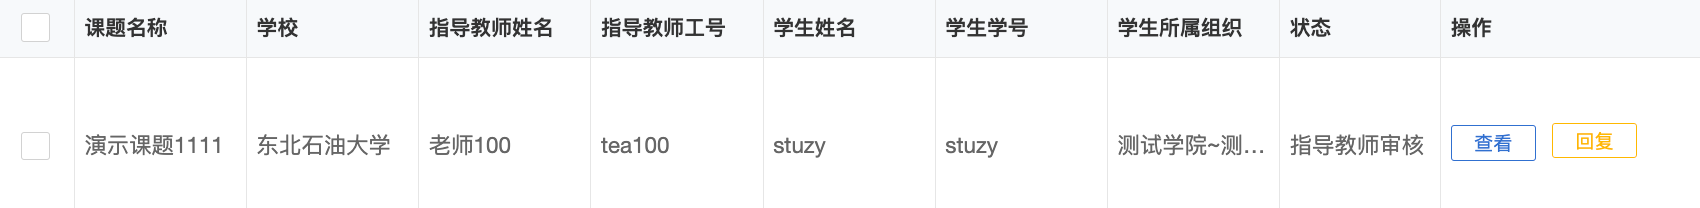 课题名称 学校 指导教师姓名 指导教师工号 学生姓名 学生学号 学生所属组织 状态 操作
演示课题1111 东北石油大学 老师100 tea100 stuzy stuzy 测试学院~测... 指导教师审核 查看 回复